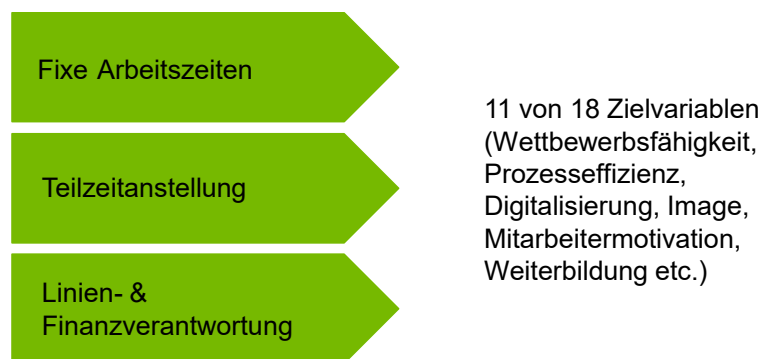 Fixe Arbeitszeiten
Teilzeitanstellung
Linien- &
Finanzverantwortung
11 von 18 Zielvariablen
(Wettbewerbsfähigkeit,
Prozesseffizienz,
Digitalisierung, Image,
Mitarbeitermotivation,
Weiterbildung etc.)